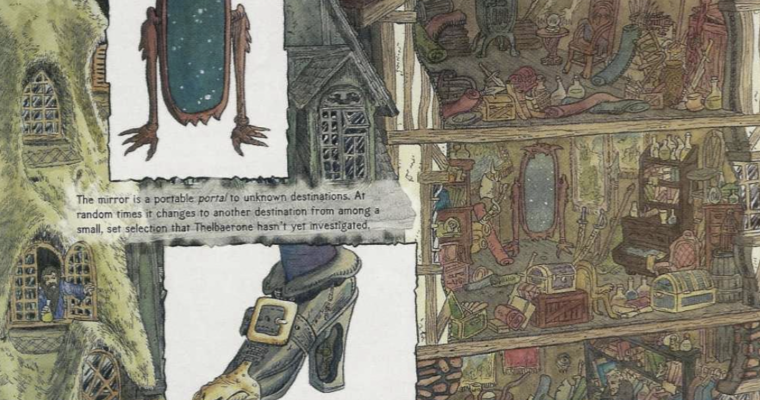 The mirror is a portable portal to unknown destinations. At
random times it changes to another destination from among a
small, set selection that Thelbaerone hasn't yet investigated.